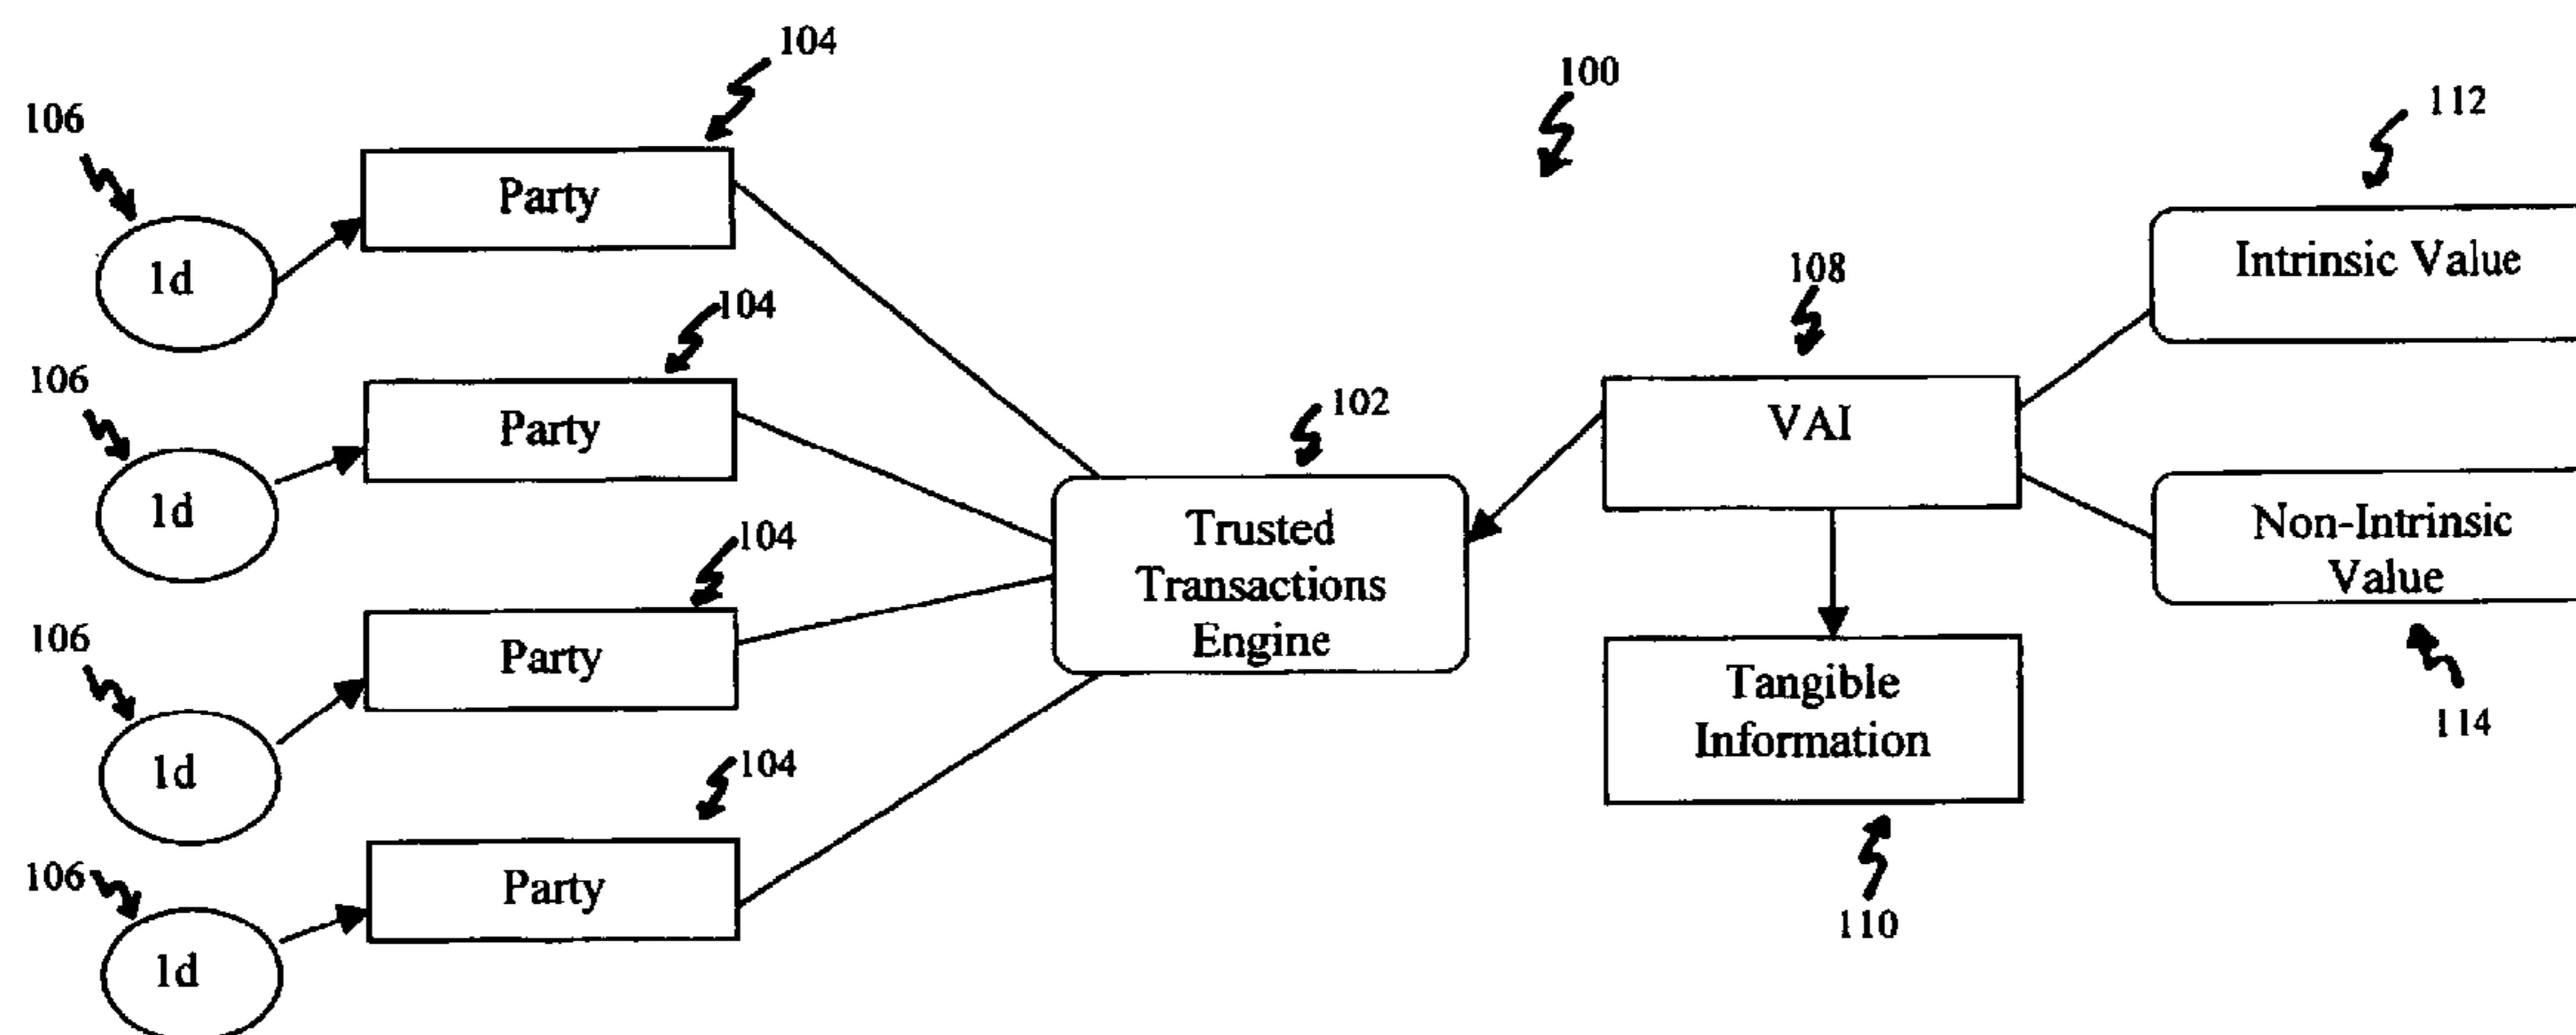 104
100
112
106
Party
1d
Intrinsic Value
108
104
106
Party
1d
102
VAI
Non-Intrinsic
Value
104
Trusted
Transactions
Engine
106
Party
1d
Tangible
Information
114
104
106
Party
1d
110